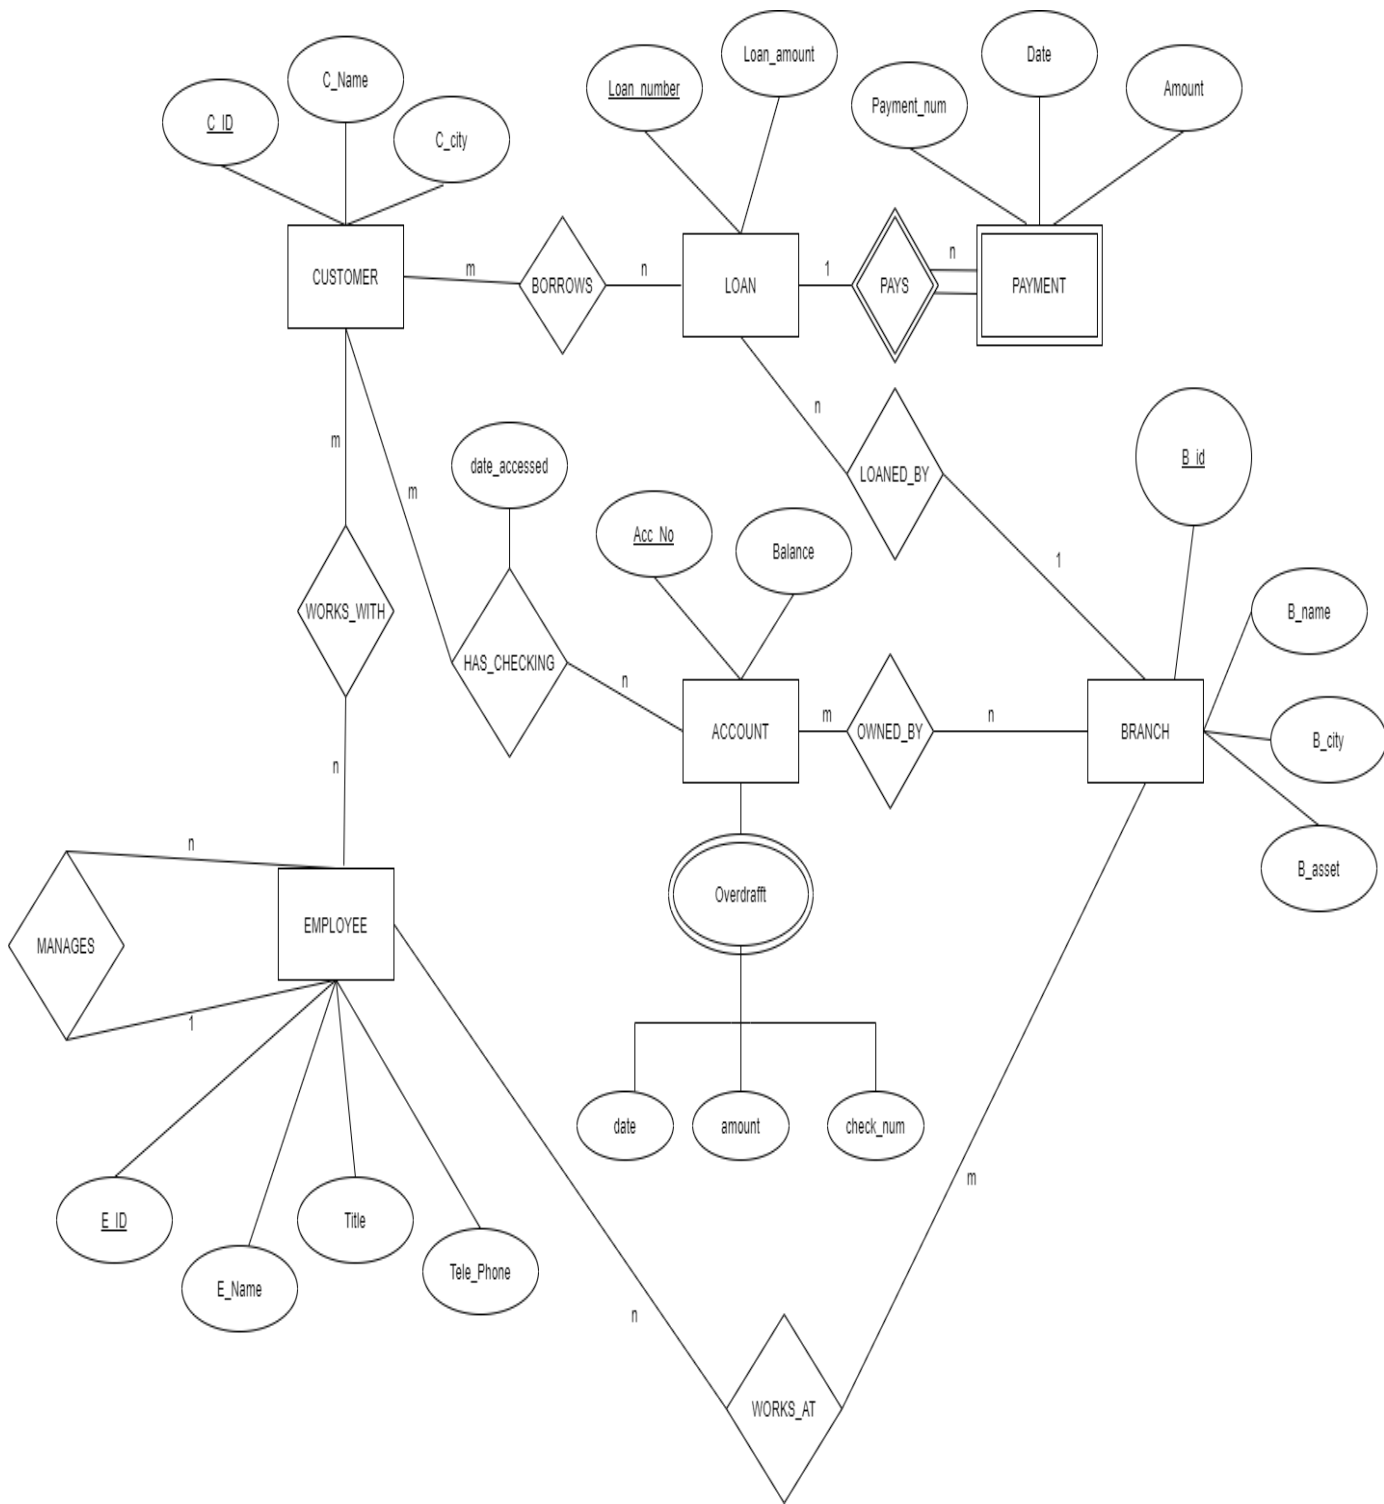 Loan_amount
Date
C_Name
Loan_number
Payment_num
Amount
C_ID
C_city
CUSTOMER
m
BORROWS
n
LOAN
1
PAYS
n
PAYMENT
n
LOANED_BY
B_id
m
m
date_accessed
Acc_No
Balance
1
WORKS_WITH
B_name
HAS_CHECKING
n
ACCOUNT
m
OWNED_BY
n
BRANCH
B_city
n
n
Overdrafft
B_asset
EMPLOYEE
MANAGES
1
date
amount
check_num
m
E_ID
Title
E_Name
Tele_Phone
n
WORKS_AT